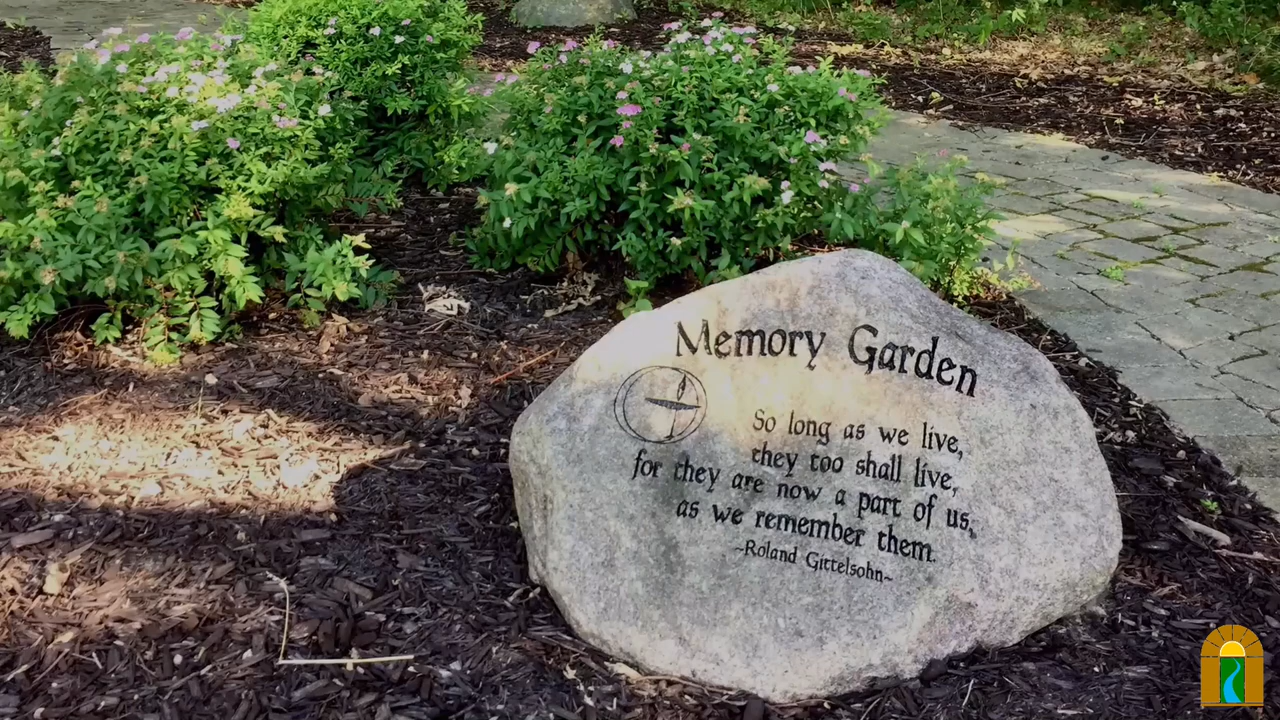 Memory Garden
So long as we live,
they too shall live,
for they are now a part of us,
as we remember them.
~Roland Gittelsohn~